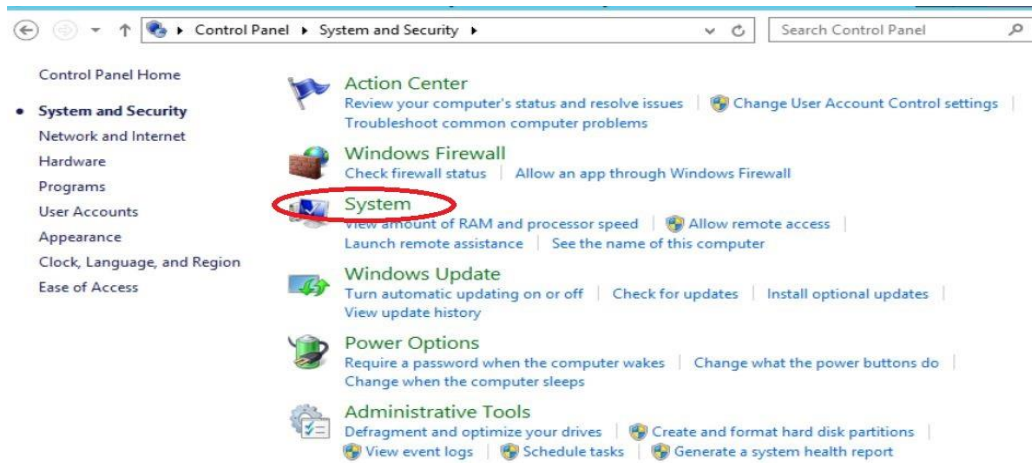 Control Panel ▸ System and Security ▸ Search Control Panel
Control Panel Home
System and Security
Network and Internet
Hardware
Programs
User Accounts
Appearance
Clock, Language, and Region
Ease of Access
Action Center
Review your computer's status and resolve issues | Change User Account Control settings |
Troubleshoot common computer problems
Windows Firewall
Check firewall status | Allow an app through Windows Firewall
System
View amount of RAM and processor speed | Allow remote access |
Launch remote assistance | See the name of this computer
Windows Update
Turn automatic updating on or off | Check for updates | Install optional updates |
View update history
Power Options
Require a password when the computer wakes | Change what the power buttons do |
Change when the computer sleeps
Administrative Tools
Defragment and optimize your drives | Create and format hard disk partitions |
View event logs | Schedule tasks | Generate a system health report